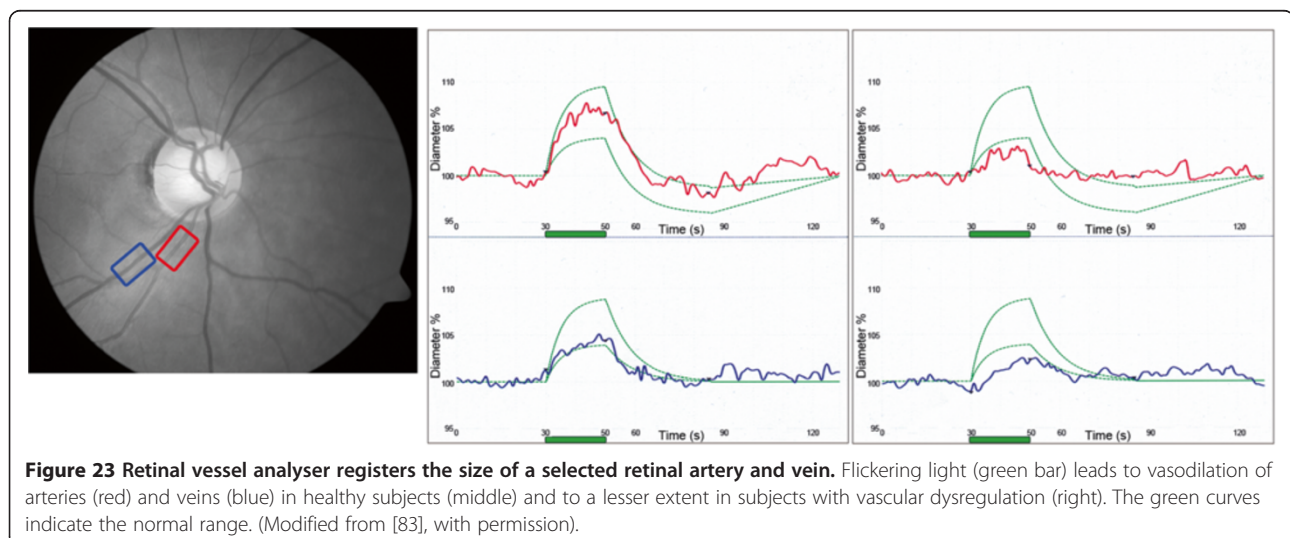 Diameter %
110
105
100
95
0 30 50 60 90 120
Time (s)
Diameter %
110
105
100
95
0 30 50 60 90 120
Time (s)
Diameter %
110
105
100
95
0 30 50 60 90 120
Time (s)
Diameter %
110
105
100
95
0 30 50 60 90 120
Time (s)
Figure 23 Retinal vessel analyser registers the size of a selected retinal artery and vein. Flickering light (green bar) leads to vasodilation of
arteries (red) and veins (blue) in healthy subjects (middle) and to a lesser extent in subjects with vascular dysregulation (right). The green curves
indicate the normal range. (Modified from [83], with permission).